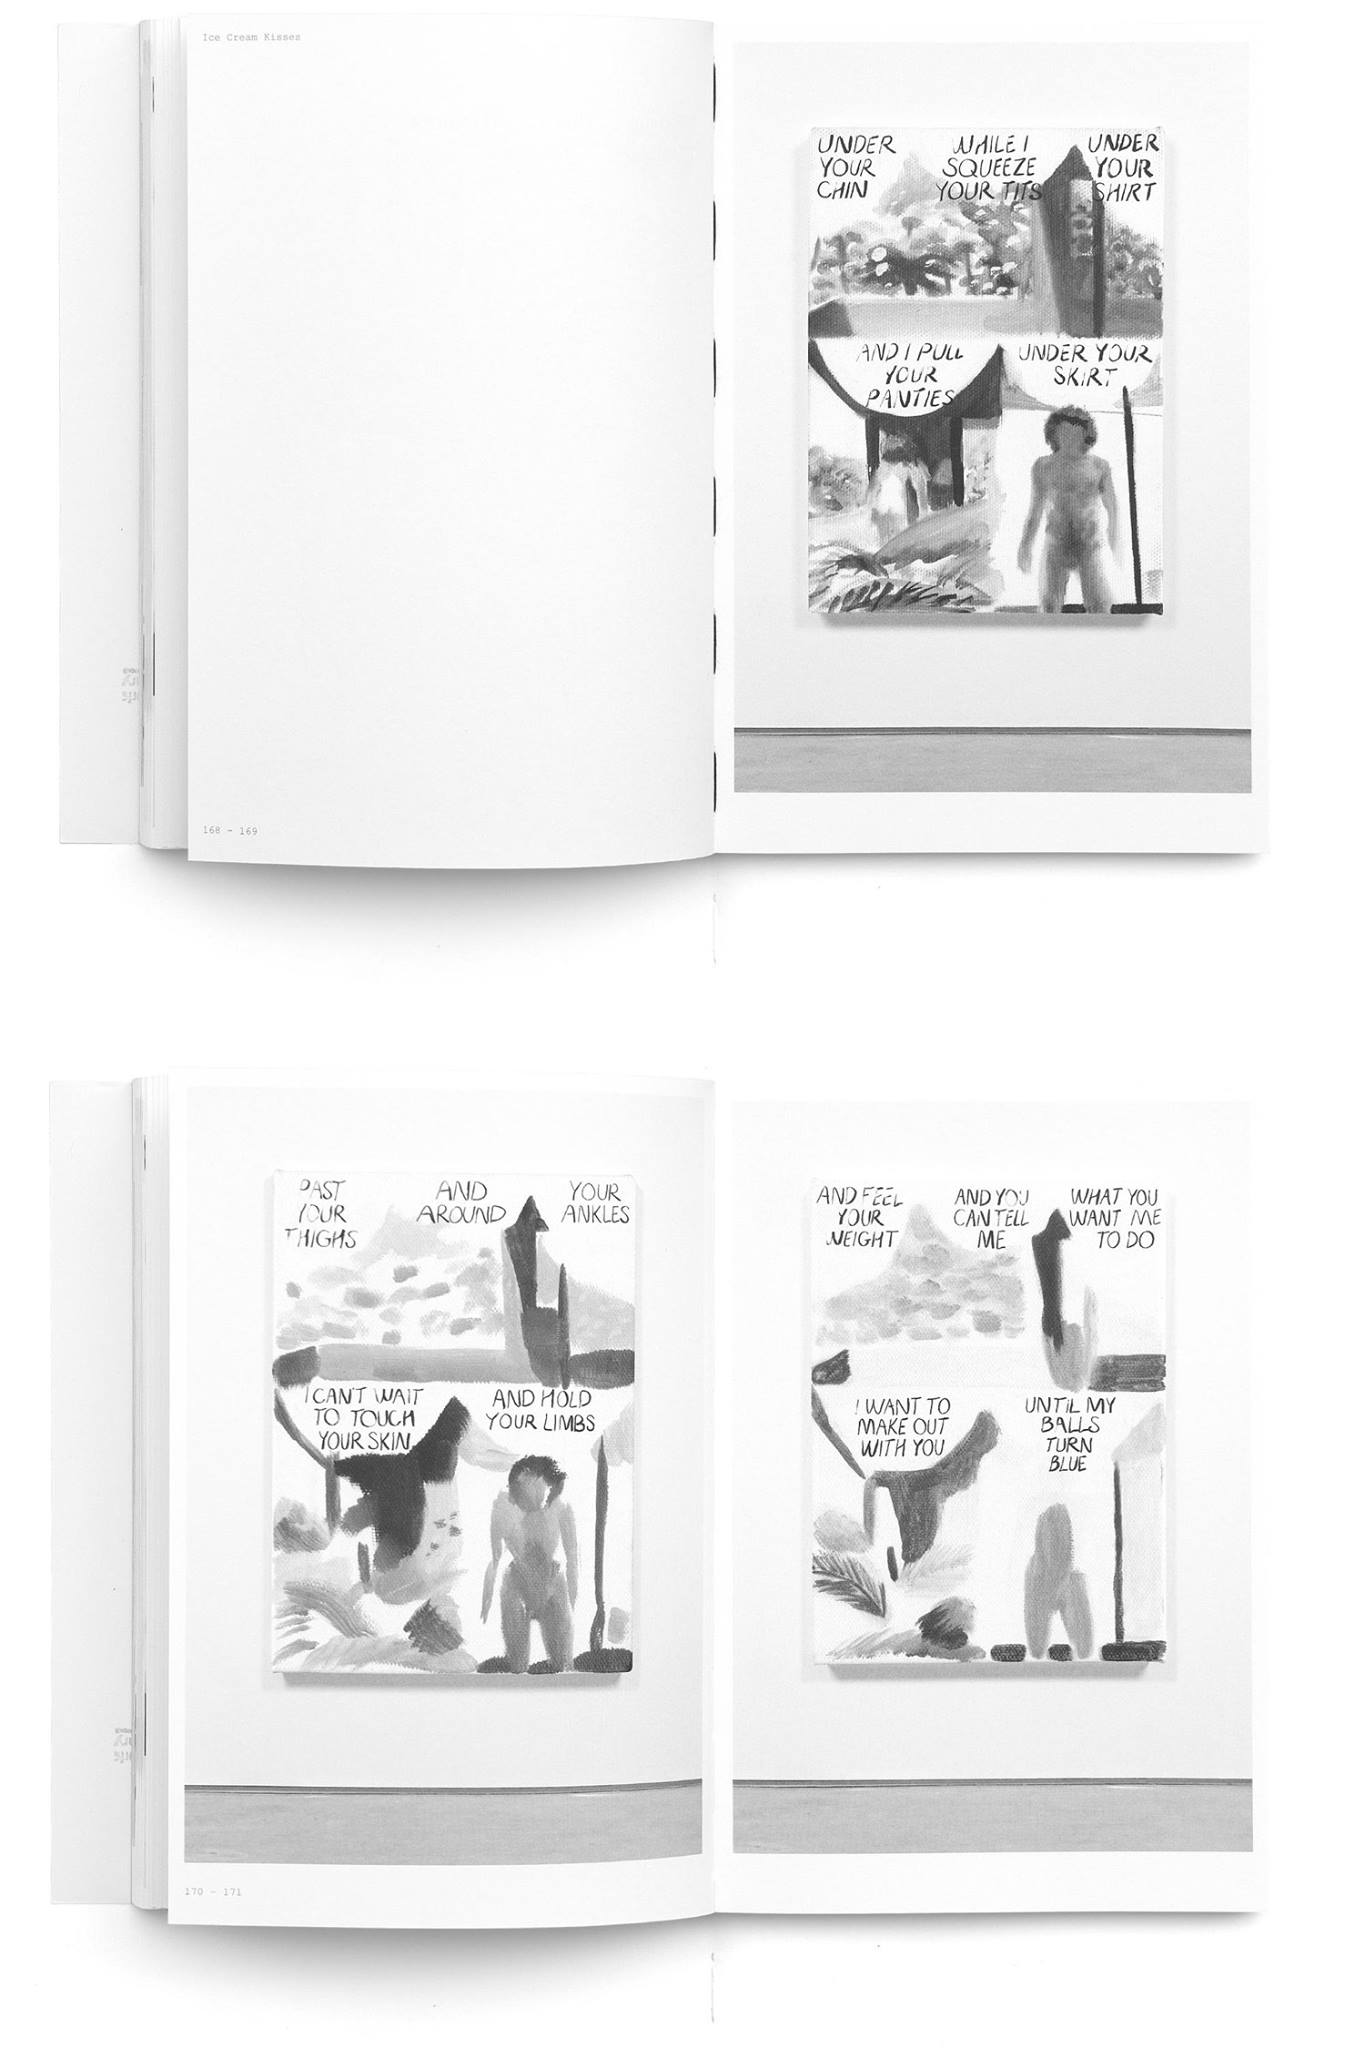 Ice Cream Kisses
UNDER
YOUR
CHIN
WHILE I
SQUEEZE
YOUR TITS
UNDER
YOUR
SHIRT
AND I PULL
YOUR
PANTIES
UNDER YOUR
SKIRT
168 - 169
PAST
YOUR
THIGHS
AND
AROUND
YOUR
ANKLES
I CAN'T WAIT
TO TOUCH
YOUR SKIN
AND HOLD
YOUR LIMBS
AND FEEL
YOUR
WEIGHT
AND YOU
CAN TELL
ME
WHAT YOU
WANT ME
TO DO
I WANT TO
MAKE OUT
WITH YOU
UNTIL MY
BALLS
TURN
BLUE
170 - 171